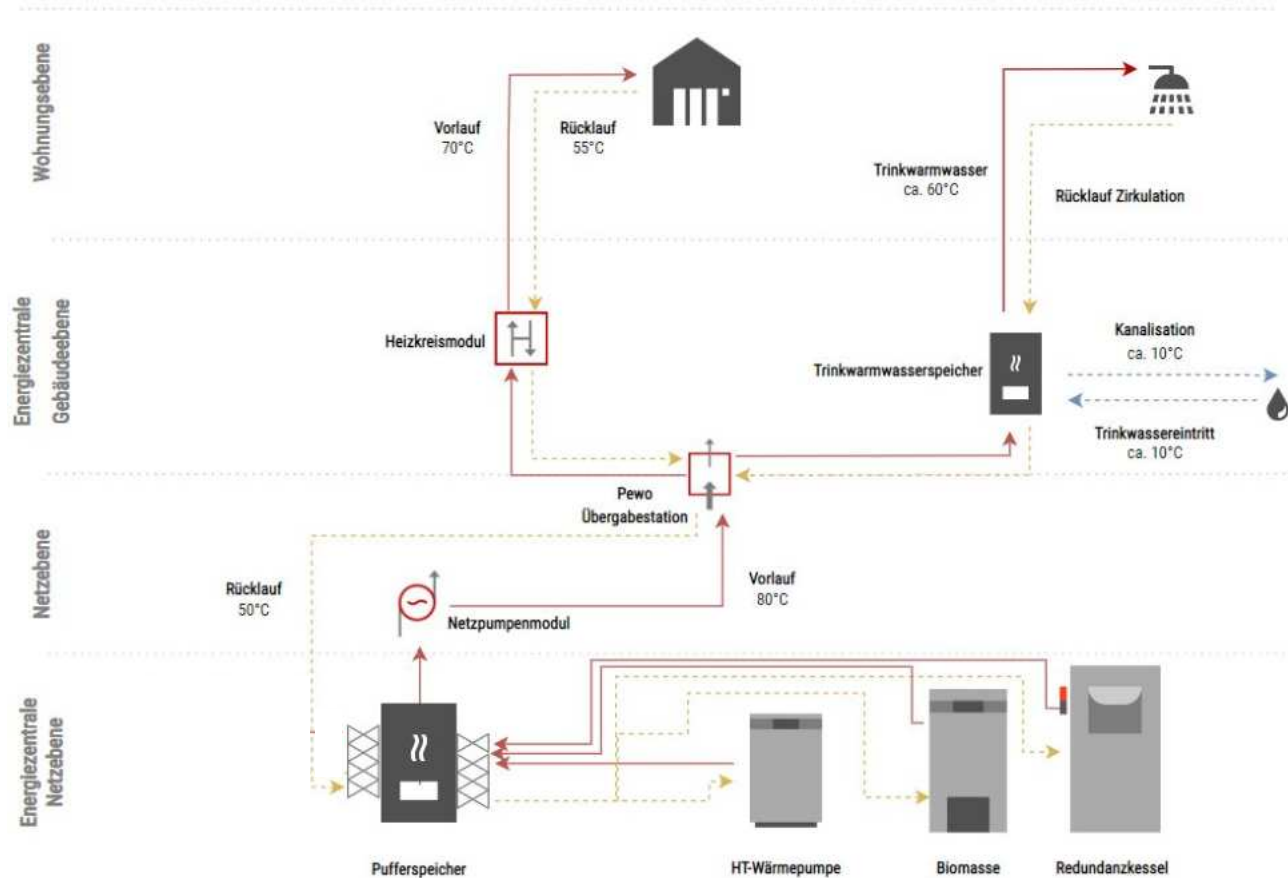 Wohnungsebene
Vorlauf
70°C
Rücklauf
55°C
Trinkwarmwasser
ca. 60°C
Rücklauf Zirkulation
Energiezentrale
Gebäudeebene
Heizkreismodul
Trinkwarmwasserspeicher
Kanalisation
ca. 10°C
Trinkwassereintritt
ca. 10°C
Netzebene
Pewo
Übergabestation
Rücklauf
50°C
Netzpumpenmodul
Vorlauf
80°C
Energiezentrale
Netzebene
Pufferspeicher
HT-Wärmepumpe
Biomasse
Redundanzkessel